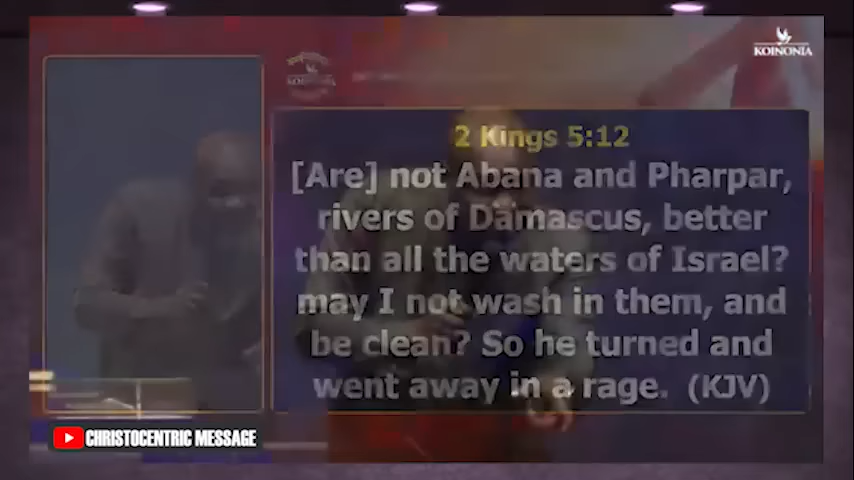 KOINONIA
2 Kings 5:12
[Are] not Abana and Pharpar,
rivers of Damascus, better
than all the waters of Israel?
may I not wash in them, and
be clean? So he turned and
went away in a rage. (KJV)
CHRISTOCENTRIC MESSAGE